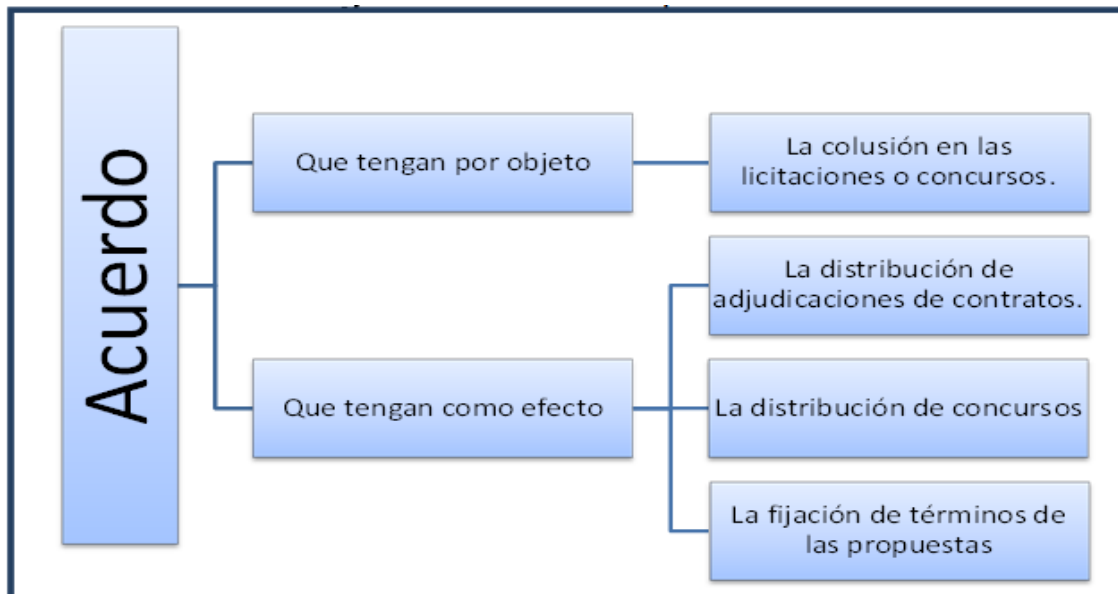 Acuerdo
Que tengan por objeto
La colusión en las
licitaciones o concursos.
Que tengan como efecto
La distribución de
adjudicaciones de contratos.
La distribución de concursos
La fijación de términos de
las propuestas